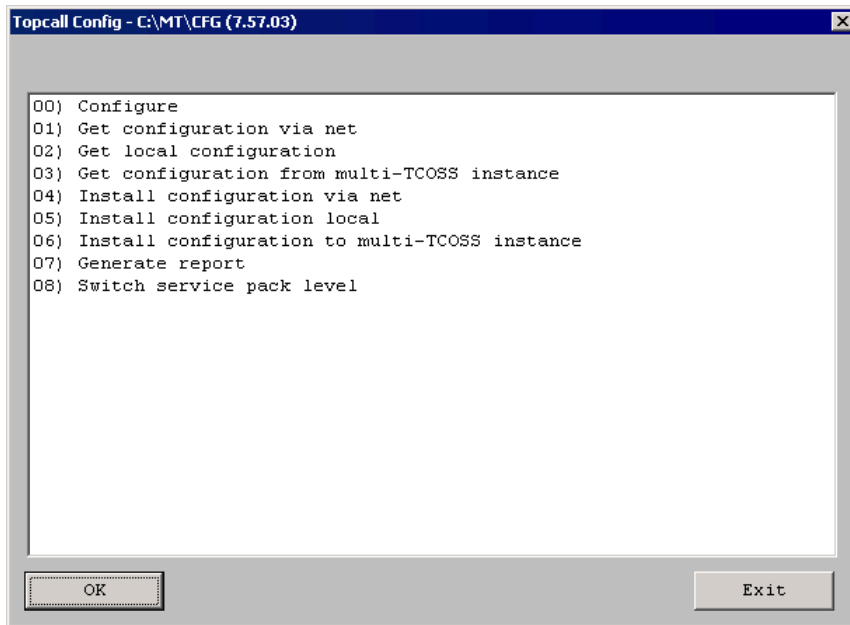 Topcall Config - C:\MT\CFG (7.57.03)
00) Configure
01) Get configuration via net
02) Get local configuration
03) Get configuration from multi-TCOSS instance
04) Install configuration via net
05) Install configuration local
06) Install configuration to multi-TCOSS instance
07) Generate report
08) Switch service pack level
OK
Exit